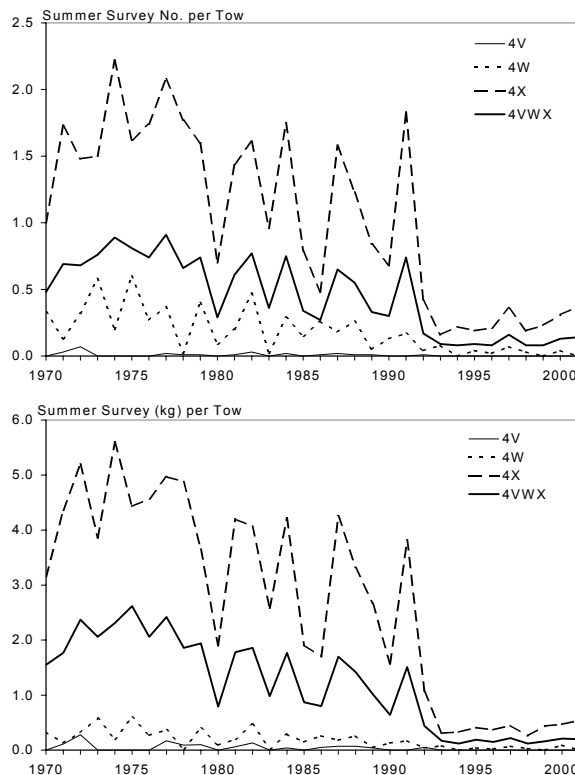 Summer Survey No. per Tow
2.5
2.0
1.5
1.0
0.5
0.0
4V
4W
4X
4VWX
1970 1975 1980 1985 1990 1995 2000
Summer Survey (kg) per Tow
6.0
5.0
4.0
3.0
2.0
1.0
0.0
4V
4W
4X
4VWX
1970 1975 1980 1985 1990 1995 2000